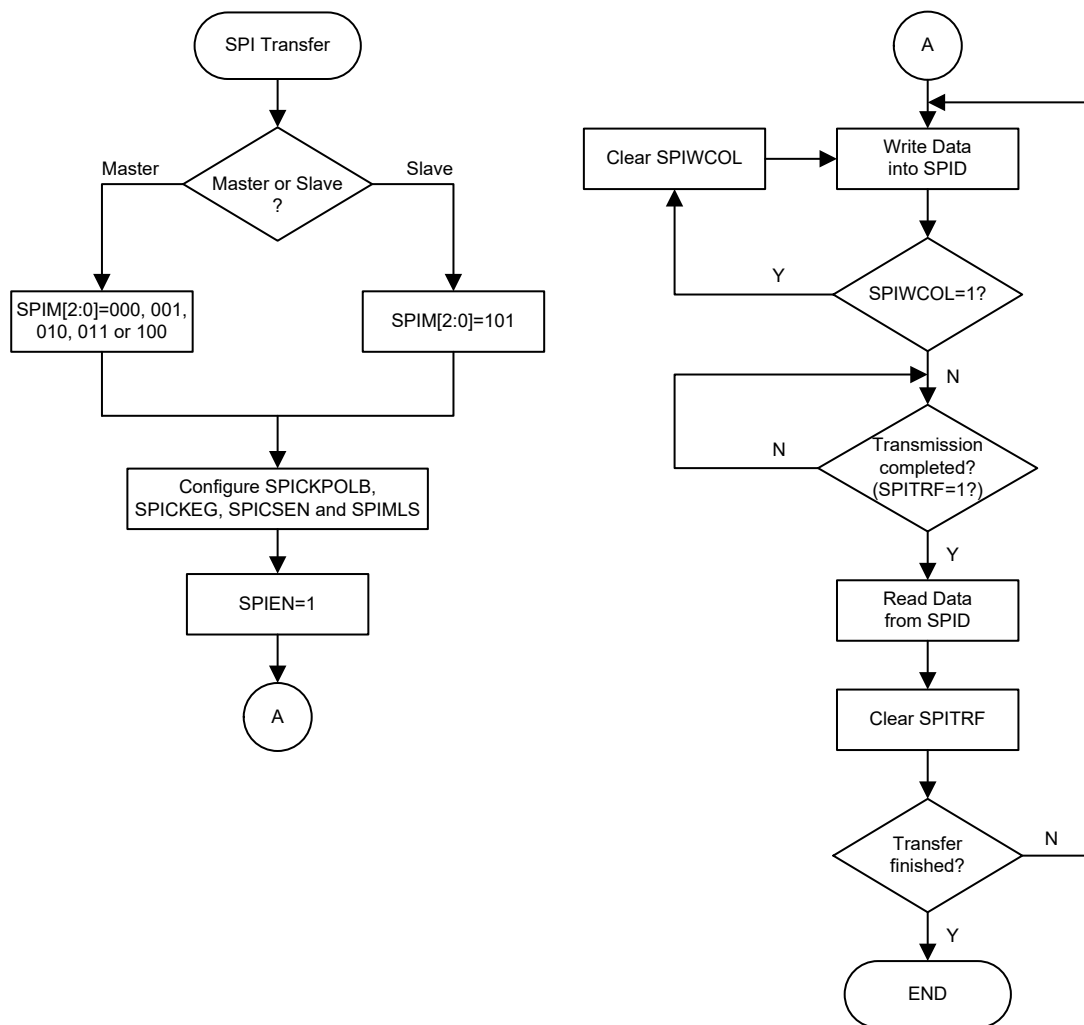 SPI Transfer
Master
Master or Slave
?
Slave
SPIM[2:0]=000, 001,
010, 011 or 100
SPIM[2:0]=101
Configure SPICKPOLB,
SPICKEG, SPICSEN and SPIMLS
SPIEN=1
A
A
Clear SPIWCOL
Write Data
into SPID
Y
SPIWCOL=1?
N
N
Transmission
completed?
(SPITRF=1?)
Y
Read Data
from SPID
Clear SPITRF
Transfer
finished?
N
Y
END